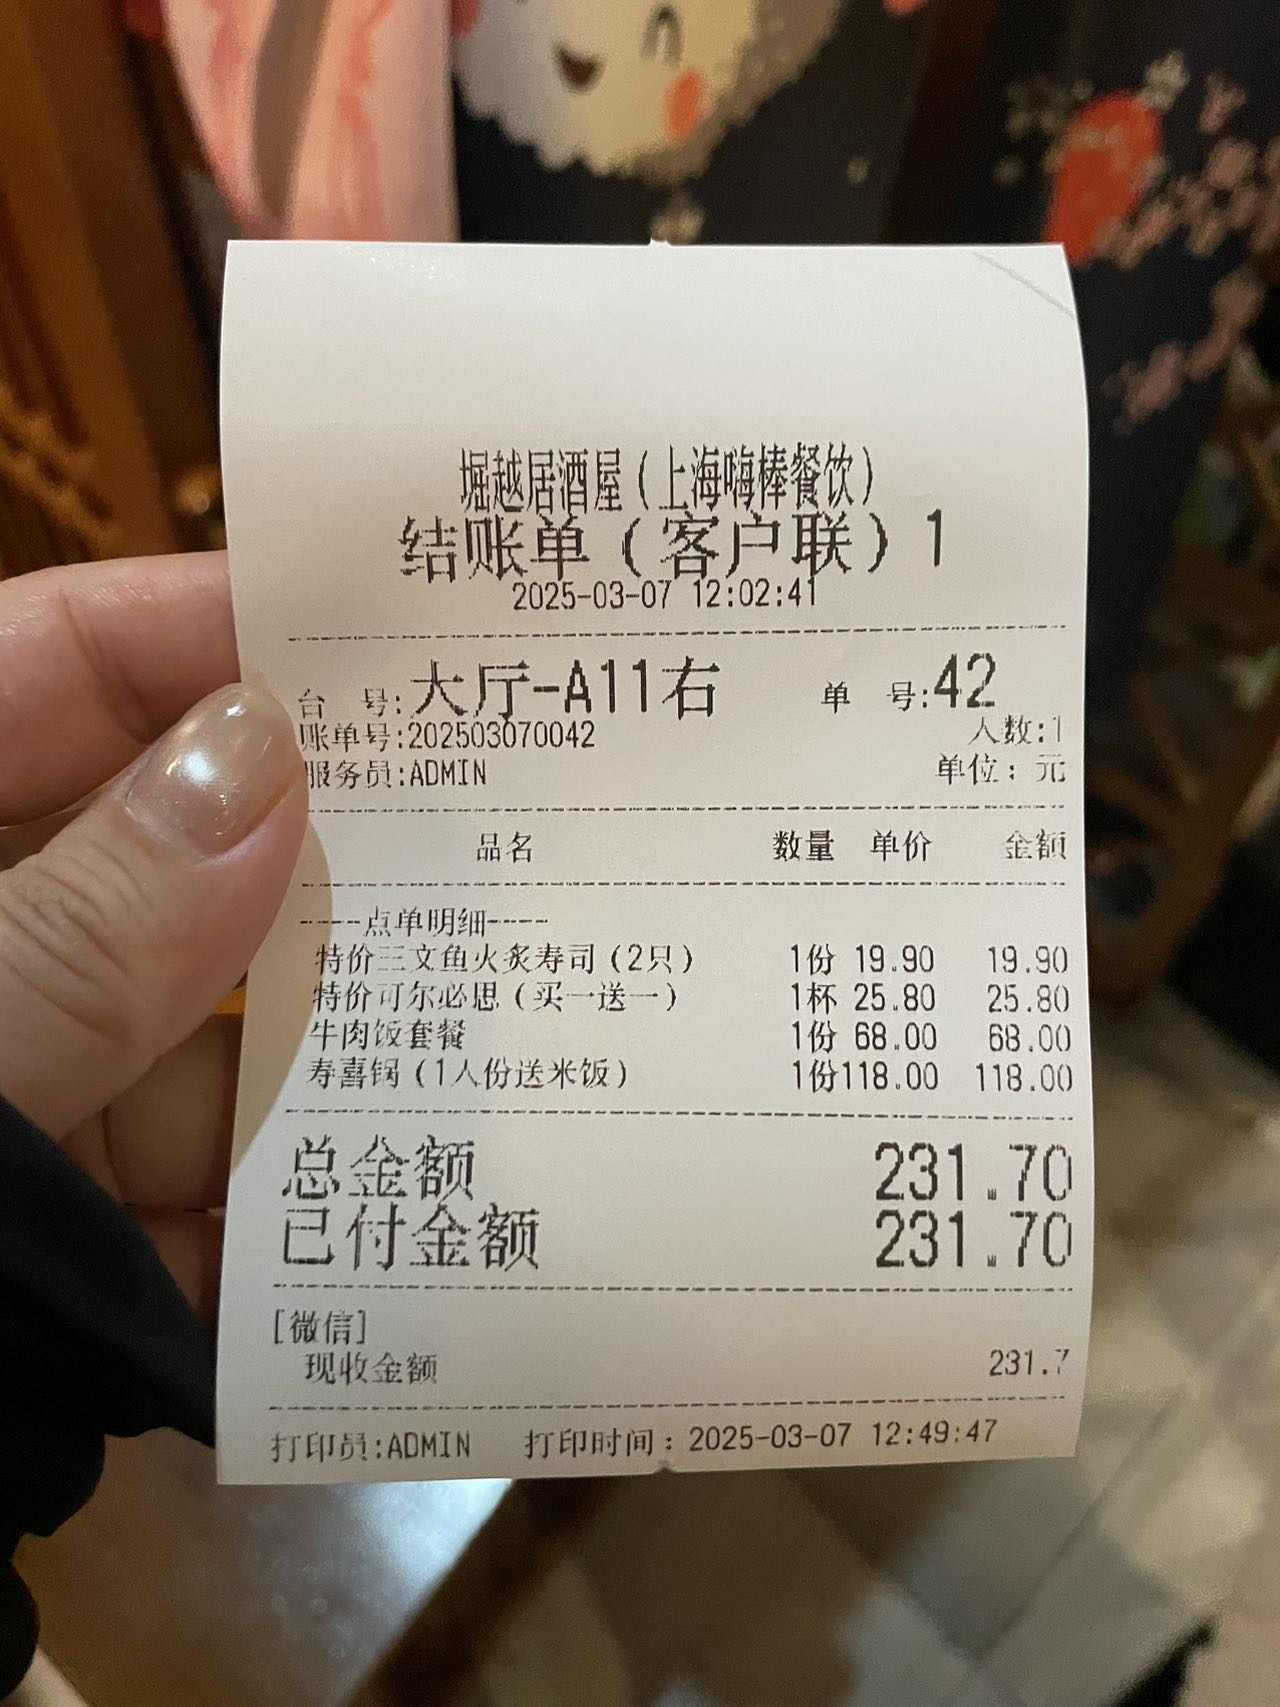 堀越居酒屋(上海嗨棒餐饮)
结账单(客户联)1
2025-03-07 12:02:41
台 号:大厅-A11右 单 号:42
账单号:202503070042 人数:1
服务员:ADMIN 单位：元
品名 数量 单价 金额
----点单明细----
特价三文鱼火炙寿司(2只) 1份 19.90 19.90
特价可尔必思(买一送一) 1杯 25.80 25.80
牛肉饭套餐 1份 68.00 68.00
寿喜锅(1人份送米饭) 1份118.00 118.00
总金额 231.70
已付金额 231.70
[微信]
现收金额 231.7
打印员:ADMIN 打印时间：2025-03-07 12:49:47